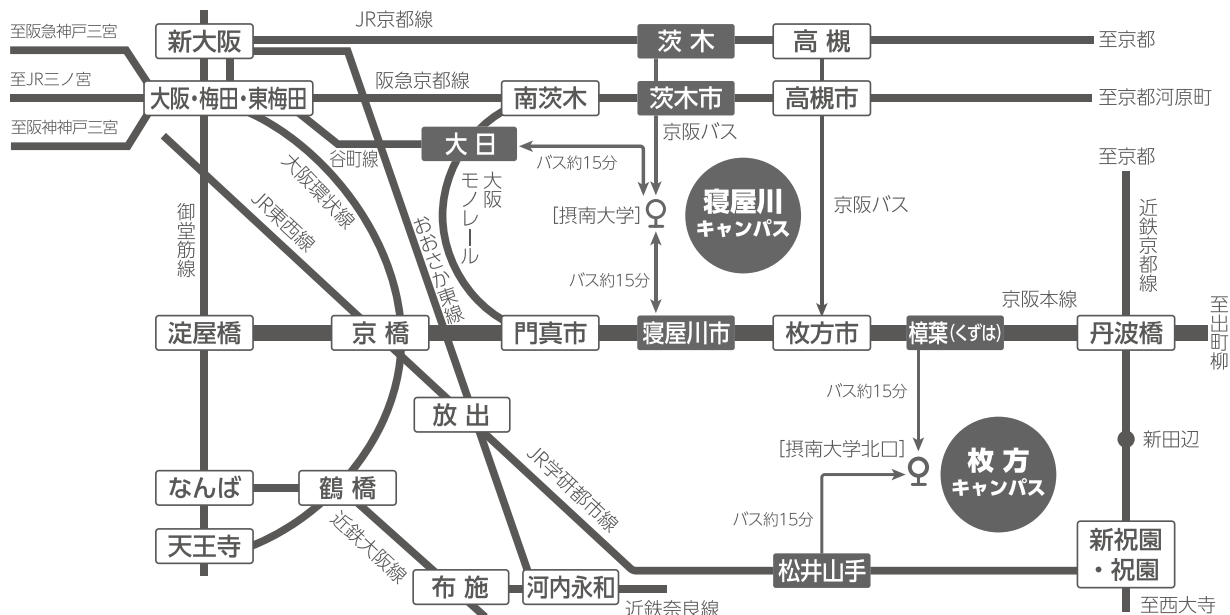 至阪急神戸三宮
JR京都線
新大阪
茨木
高槻
至京都
至JR三ノ宮
阪急京都線
大阪・梅田・東梅田
南茨木
茨木市
高槻市
至京都河原町
至阪神神戸三宮
谷町線
大日
京阪バス
バス約15分
至京都
大阪環状線
JR東西線
御堂筋線
大阪
モノレール
おおさか東線
[摂南大学]
寝屋川
キャンパス
京阪バス
近鉄京都線
バス約15分
京阪本線
至出町柳
淀屋橋
京橋
門真市
寝屋川市
枚方市
樟葉(くずは)
丹波橋
バス約15分
放出
[摂南大学北口]
枚方
キャンパス
新田辺
JR学研都市線
なんば
鶴橋
バス約15分
天王寺
近鉄大阪線
新祝園
・祝園
松井山手
布施
河内永和
近鉄奈良線
至西大寺